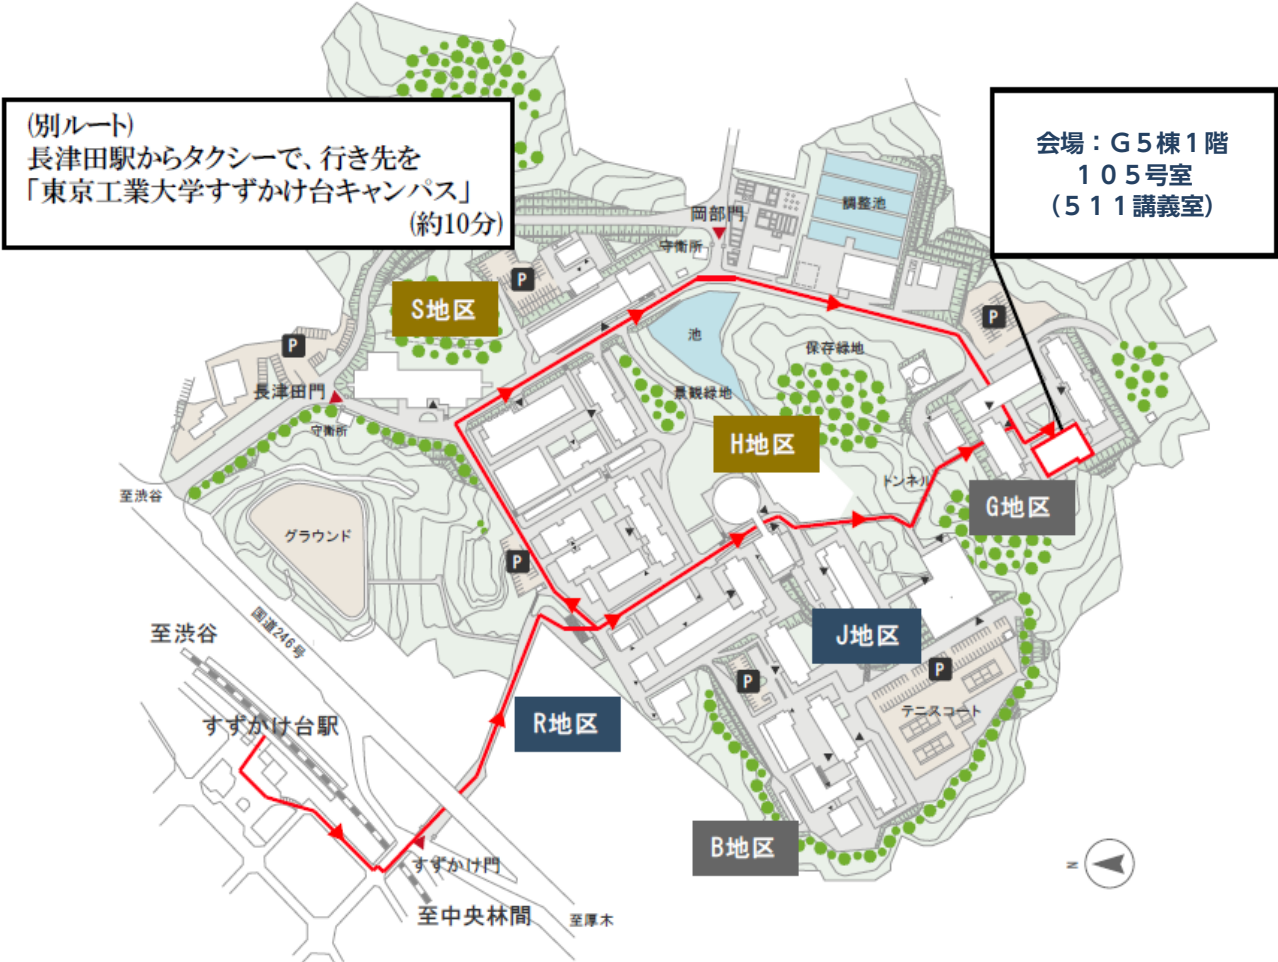 (別ルート)
長津田駅からタクシーで、行き先を
「東京工業大学すずかけ台キャンパス」
(約10分)
会場：Ｇ５棟１階
１０５号室
（５１１講義室）
調整池
岡部門
守衛所
P
S地区
P
池
保存緑地
P
長津田門
景観緑地
守衛所
H地区
トンネル
至渋谷
G地区
グラウンド
P
国道246号
至渋谷
J地区
P
P
R地区
テニスコート
すずかけ台駅
B地区
すずかけ門
N
至中央林間
至厚木